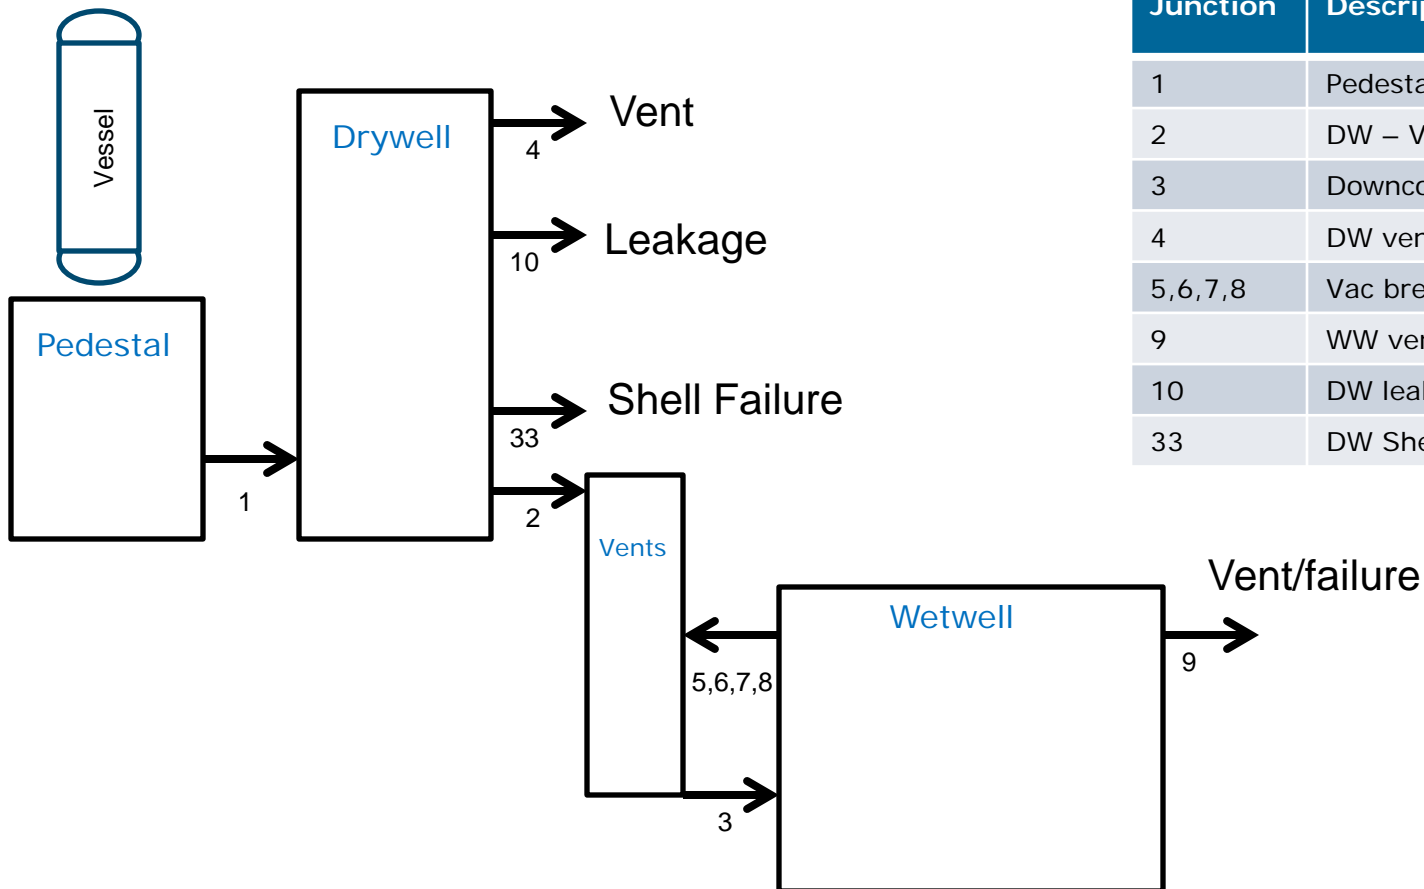 Vessel
Pedestal
Drywell
Vents
Wetwell
Vent
4
Leakage
10
Shell Failure
33
2
1
5,6,7,8
3
Vent/failure
9
Junction Descrip
1 Pedesta
2 DW – V
3 Downco
4 DW ven
5,6,7,8 Vac bre
9 WW ven
10 DW leak
33 DW She